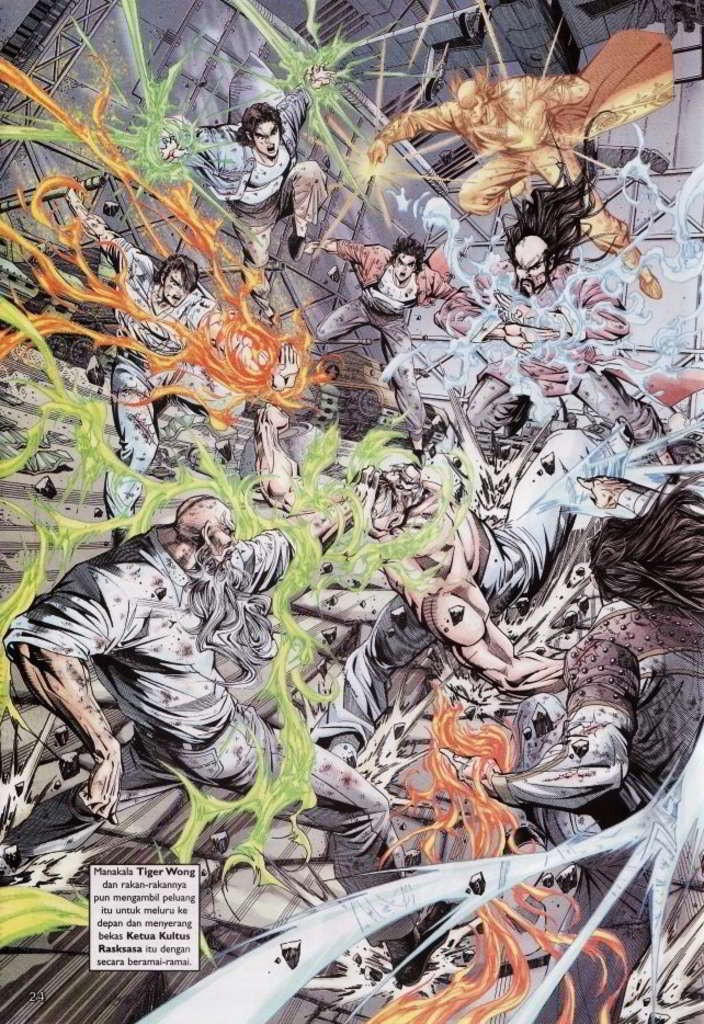 Manakala Tiger Wong
dan rakan-rakannya
pun mengambil peluang
itu untuk meluru ke
depan dan menyerang
bekas Ketua Kultus
Rasksasa itu dengan
secara beramai-ramai.
24